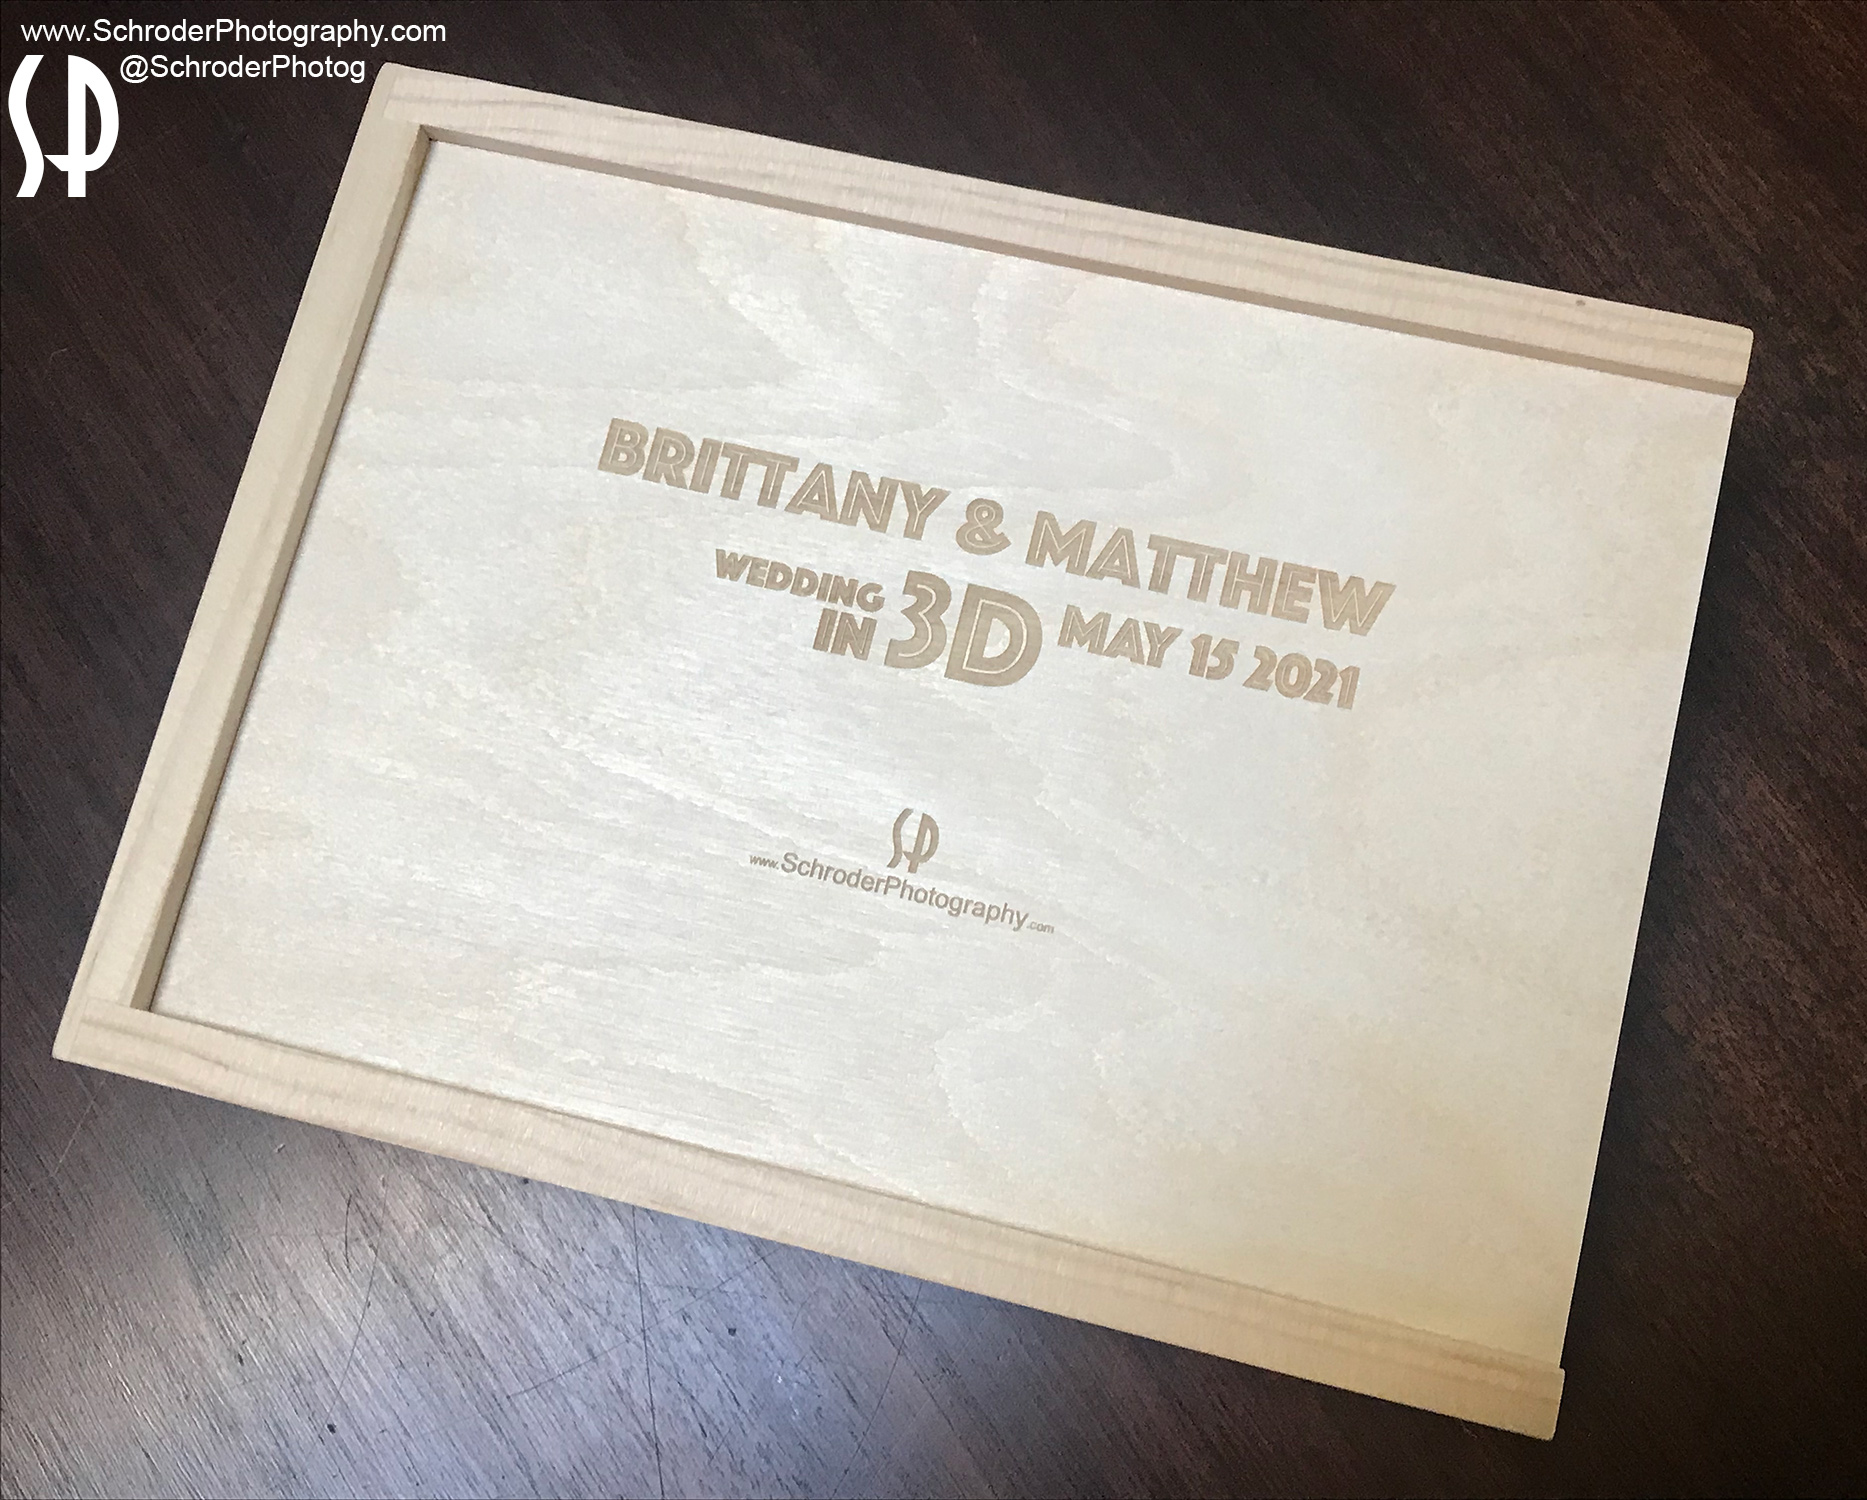 www.SchroderPhotography.com
@SchroderPhotog
SP
BRITTANY & MATTHEW
WEDDING IN 3D MAY 15 2021
SP
www.SchroderPhotography.com